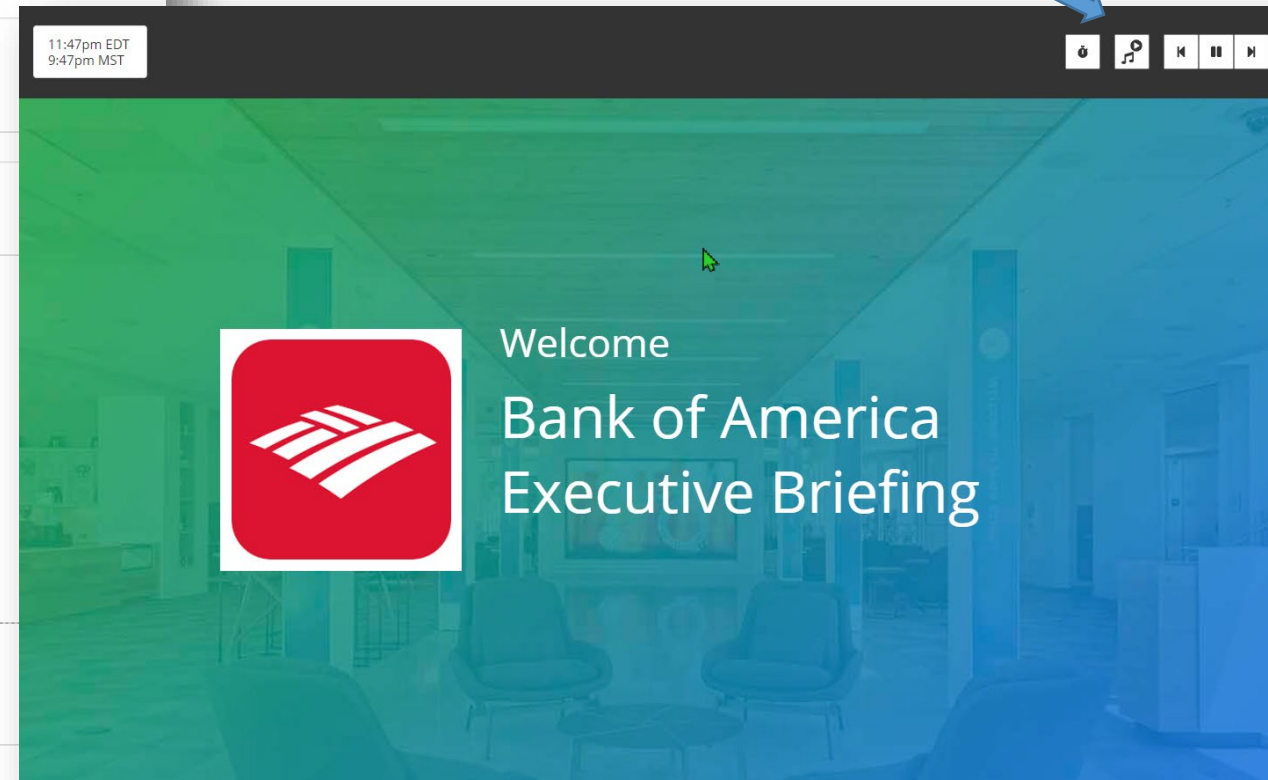 11:47pm EDT
9:47pm MST
Welcome
Bank of America
Executive Briefing